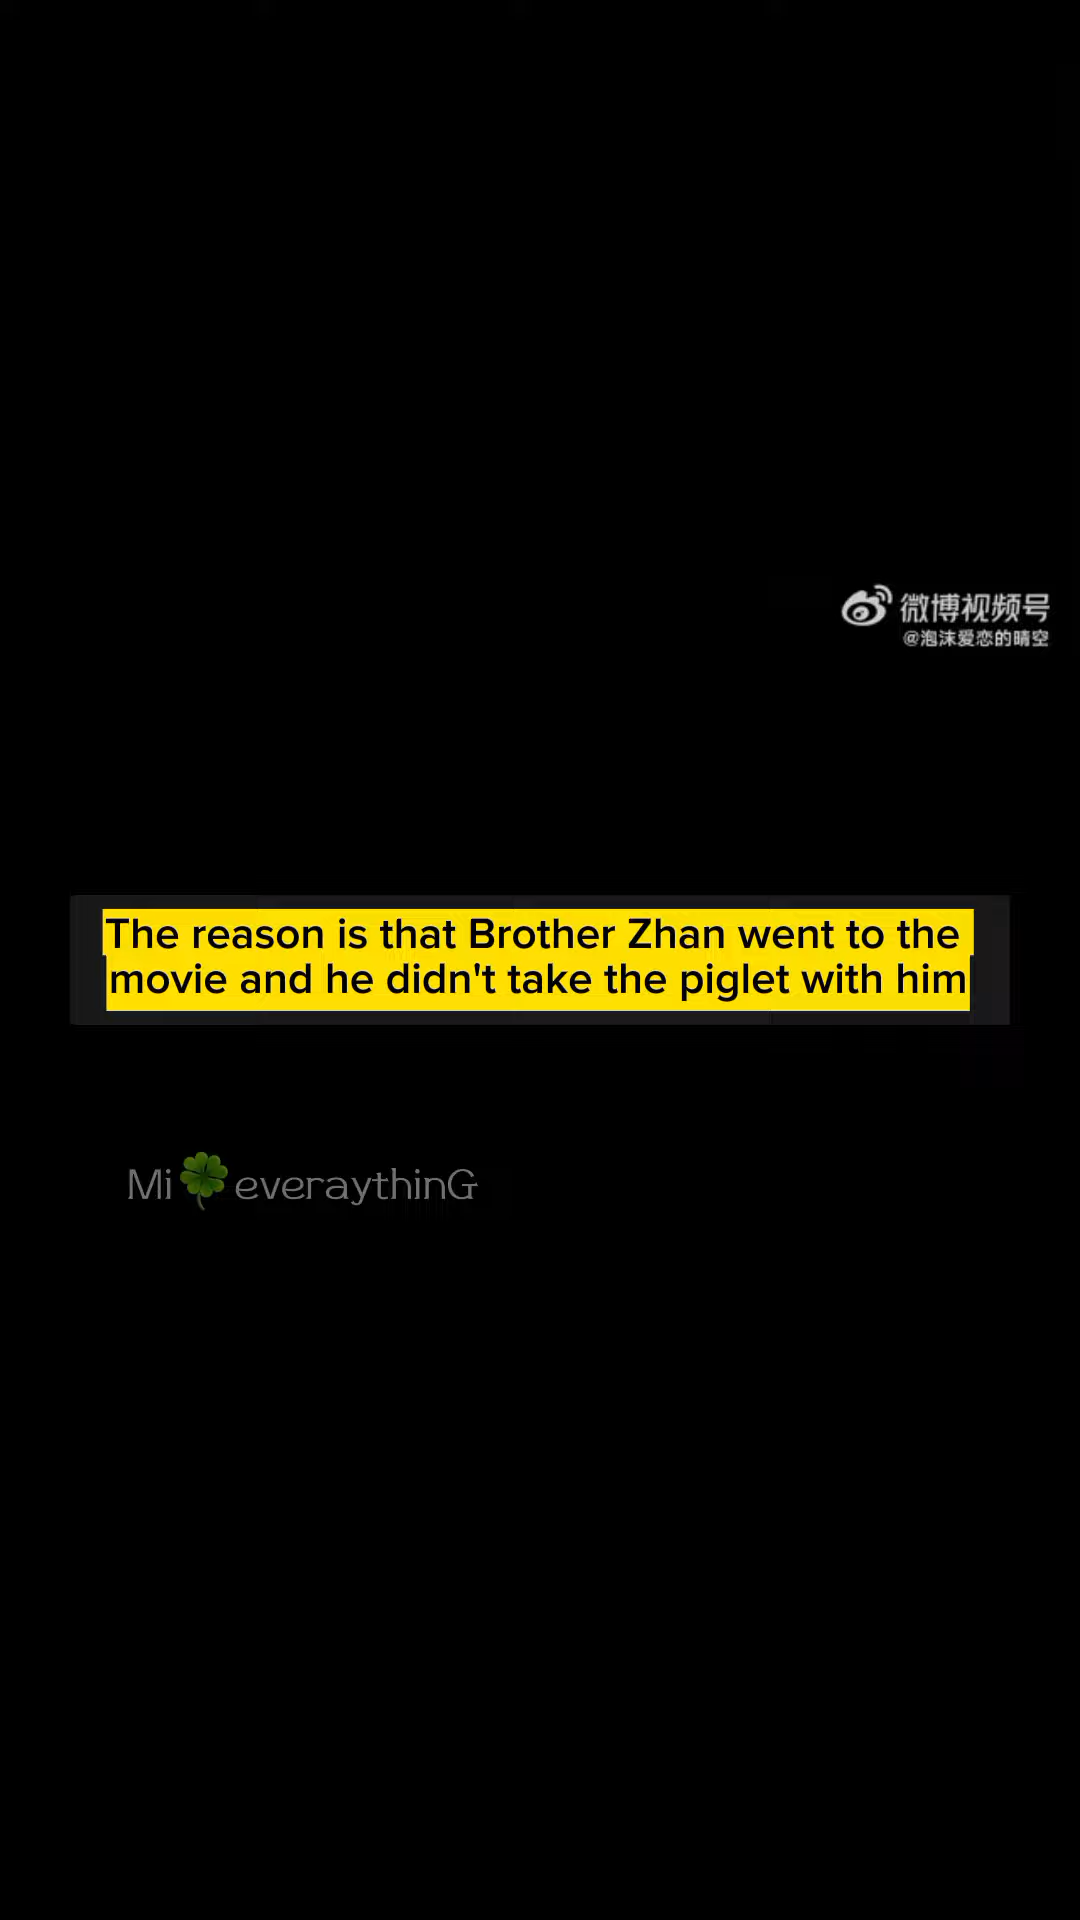 微博视频号
@泡沫爱恋的晴空
The reason is that Brother Zhan went to the
movie and he didn't take the piglet with him
Mi🍀everaythinG